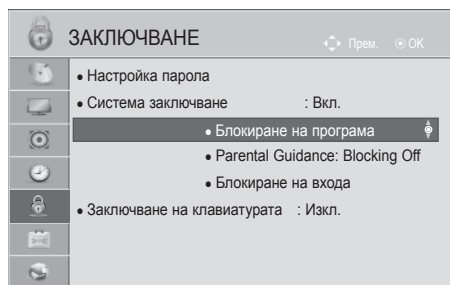 ЗАКЛЮЧВАНЕ Прем. OK
• Настройка парола
• Система заключване : Вкл.
• Блокиране на програма
• Parental Guidance: Blocking Off
• Блокиране на входа
• Заключване на клавиатурата : Изкл.